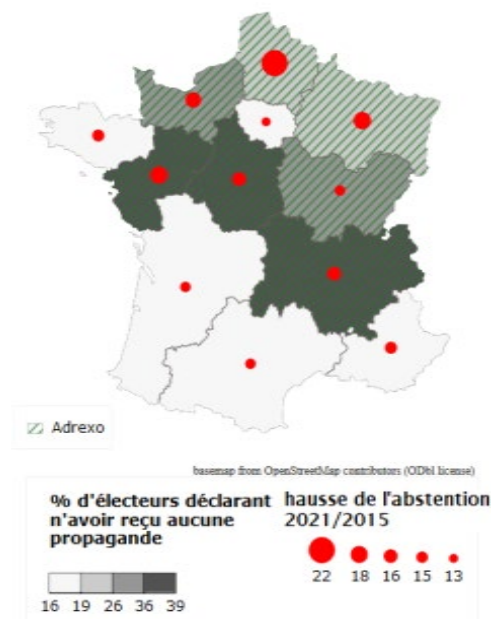 Adrexo
basemap from OpenStreetMap contributors (ODbl license)
% d'électeurs déclarant
n'avoir reçu aucune
propagande
16 19 26 36 39
hausse de l'abstention
2021/2015
22 18 16 15 13